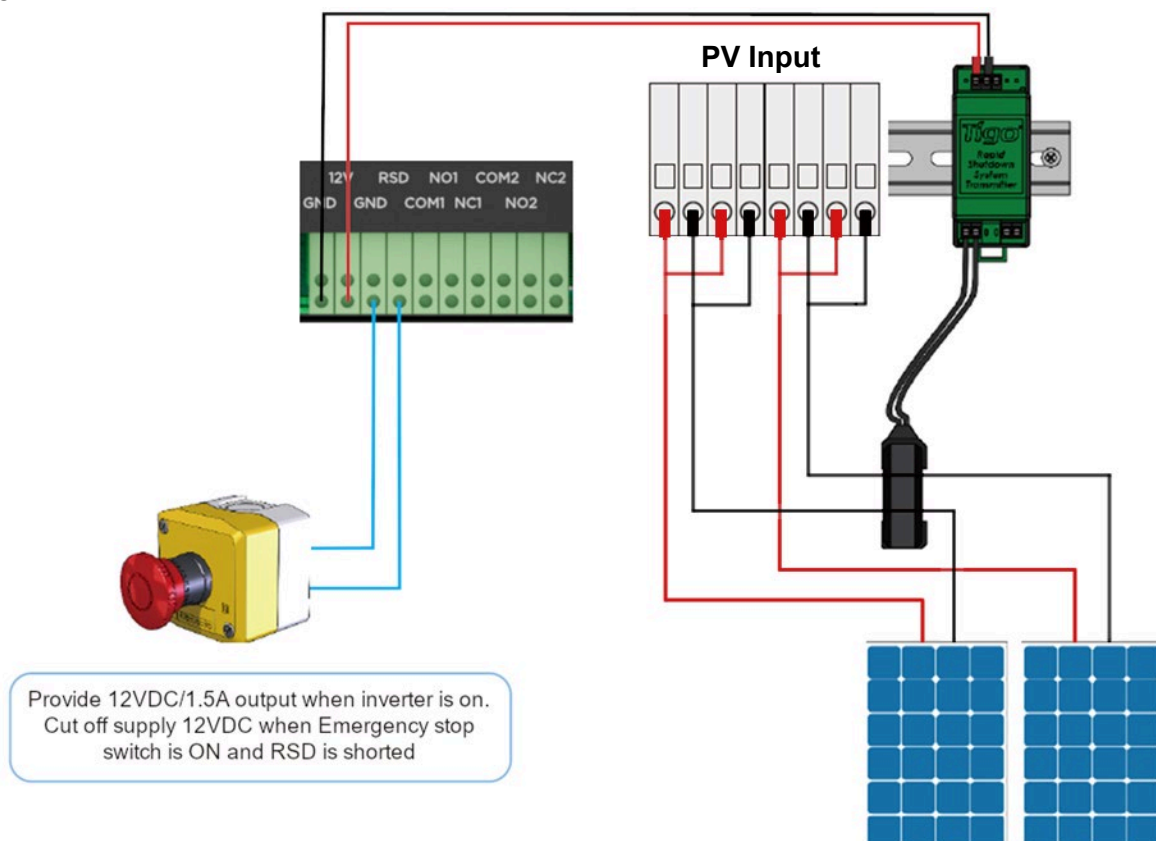 PV Input
Tigo
Rapid
Shutdown
System
Transmitter
12V RSD NO1 COM2 NC2
GND GND COM1 NC1 NO2
Provide 12VDC/1.5A output when inverter is on.
Cut off supply 12VDC when Emergency stop
switch is ON and RSD is shorted